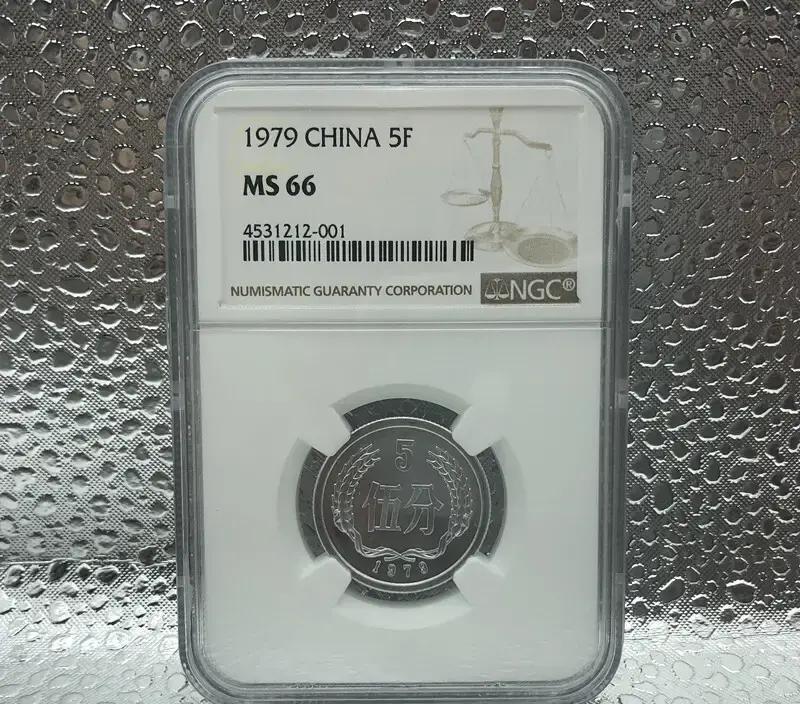 1979 CHINA 5F
MS 66
4531212-001
NUMISMATIC GUARANTY CORPORATION NGC®
5
伍分
1979